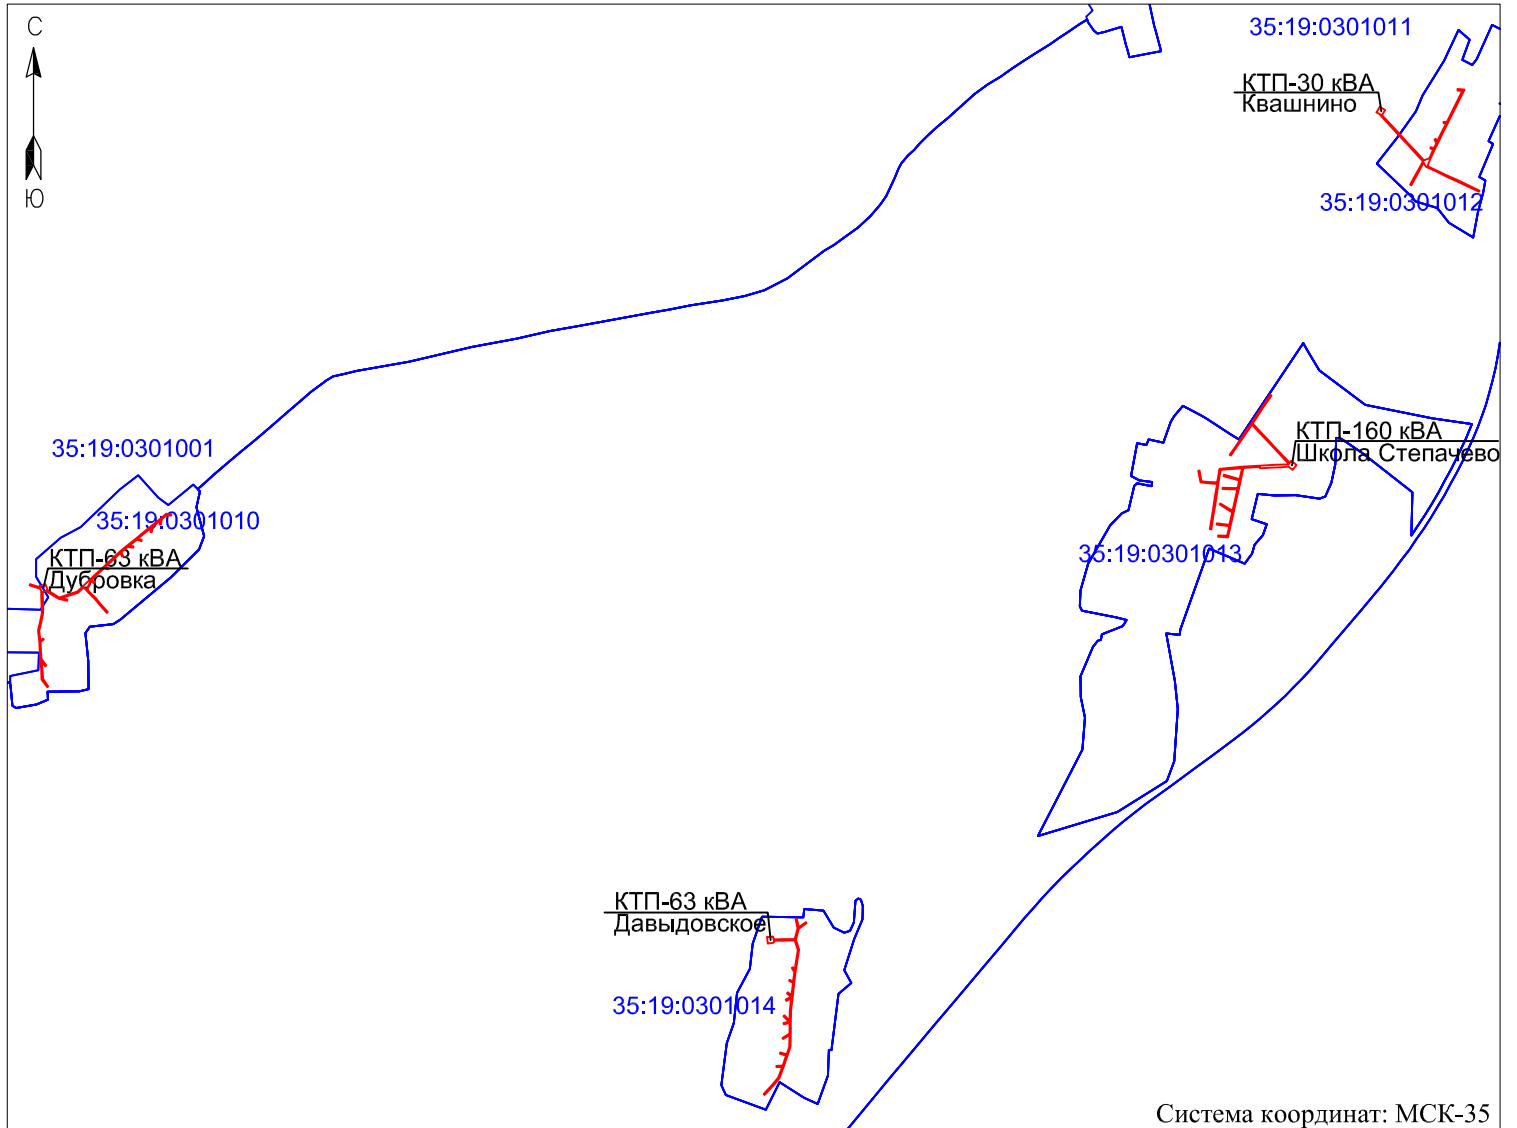 С
Ю
35:19:0301011
КТП-30 кВА
Квашнино
35:19:0301012
КТП-160 кВА
Школа Степачево
35:19:0301013
35:19:0301001
35:19:0301010
КТП-63 кВА
Дубровка
КТП-63 кВА
Давыдовское
35:19:0301014
Система координат: МСК-35